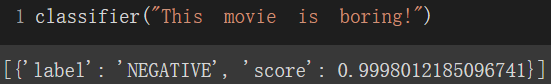 1 classifier("This movie is boring!")
[{'label': 'NEGATIVE', 'score': 0.9998012185096741}]